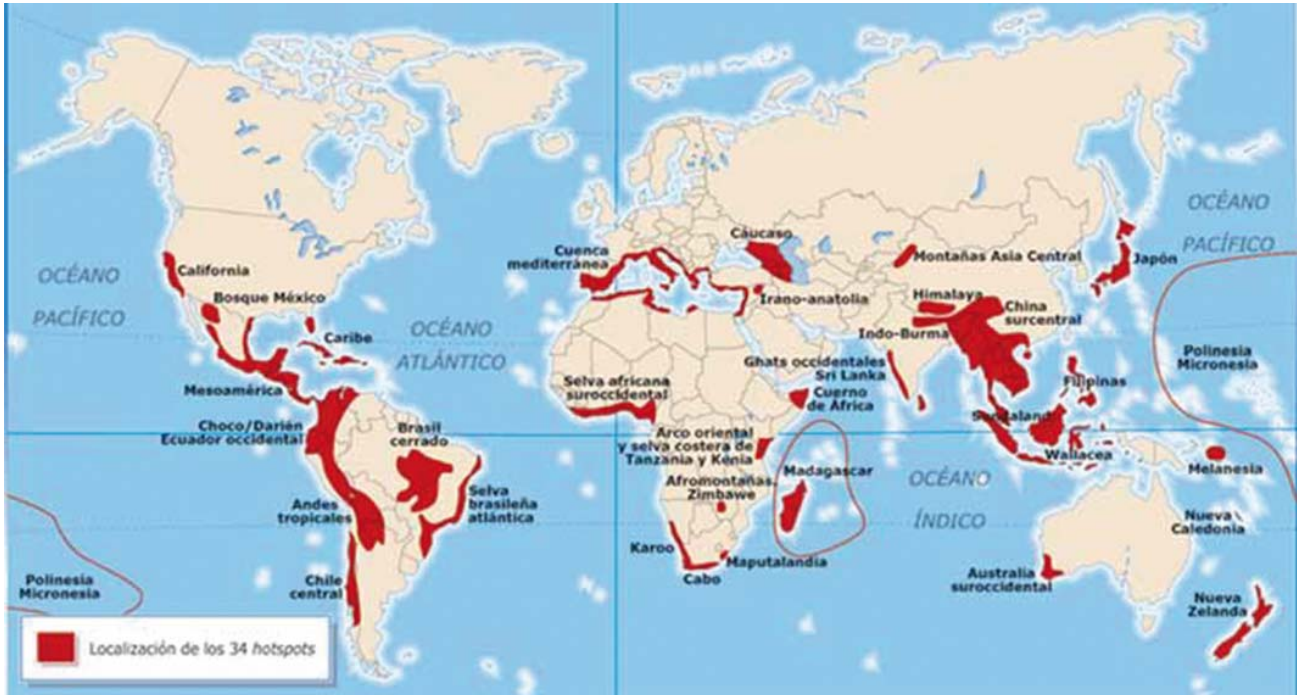 OCÉANO
PACÍFICO
OCÉANO
ATLÁNTICO
OCÉANO
PACÍFICO
OCÉANO
ÍNDICO
California
Bosque México
Caribe
Mesoamérica
Choco/Darién
Ecuador occidental
Brasil
cerrado
Andes
tropicales
Selva
brasileña
atlántica
Chile
central
Polinesia
Micronesia
Cuenca
mediterránea
Cáucaso
Irano-anatolia
Montañas Asia Central
Japón
Himalaya
China
surcentral
Indo-Burma
Ghats occidentales
Sri Lanka
Selva africana
suroccidental
Cuerno
de África
Filipinas
Polinesia
Micronesia
Arco oriental
y selva costera de
Tanzania y Kenia
Sundaland
Wallacea
Melanesia
Madagascar
Afromontañas
Zimbawe
Karoo
Cabo
Maputalandia
Nueva
Caledonia
Australia
suroccidental
Nueva
Zelanda
Localización de los 34 hotspots